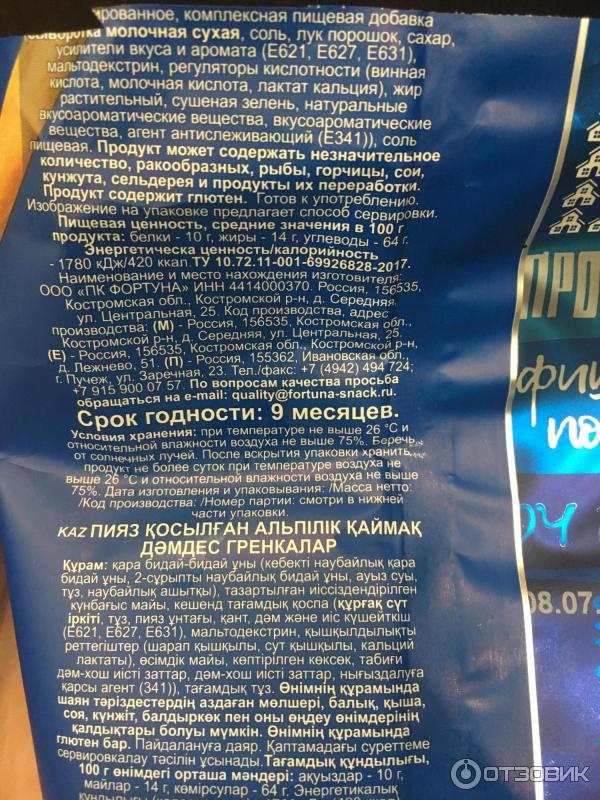 ированное, комплексная пищевая добавка
сыворотка молочная сухая, соль, лук порошок, сахар,
усилители вкуса и аромата (Е621, Е627, Е631),
мальтодекстрин, регуляторы кислотности (винная
кислота, молочная кислота, лактат кальция), жир
растительный, сушеная зелень, натуральные
вкусоароматические вещества, вкусоароматические
вещества, агент антислеживающий (Е341)), соль
пищевая. Продукт может содержать незначительное
количество, ракообразных, рыбы, горчицы, сои,
кунжута, сельдерея и продукты их переработки.
Продукт содержит глютен. Готов к употреблению.
Изображение на упаковке предлагает способ сервировки.
Пищевая ценность, средние значения в 100 г
продукта: белки - 10 г, жиры - 14 г, углеводы - 64 г.
Энергетическа ценность/калорийность
- 1780 кДж/420 ккал.ТУ 10.72.11-001-69926828-2017.
Наименование и место нахождения изготовителя:
ООО «ПК ФОРТУНА» ИНН 4414000370. Россия, 156535,
Костромская обл., Костромской р-н, д. Середняя,
ул. Центральная, 25. Код производства, адрес
производства: (М) - Россия, 156535, Костромская обл.,
Костромской р-н, д. Середняя, ул. Центральная, 25.
(Е) - Россия, 156535, Костромская обл., Костромской р-н,
д. Лежнево, 51. (П) - Россия, 155362, Ивановская обл.,
г. Пучеж, ул. Заречная, 23. Тел./факс: +7 (4942) 494 724;
+7 915 900 07 57. По вопросам качества просьба
обращаться на e-mail: quality@fortuna-snack.ru
Срок годности: 9 месяцев.
Условия хранения: при температуре не выше 26 °С и
относительной влажности воздуха не выше 75%. Беречь
от солнечных лучей. После вскрытия упаковки хранить
продукт не более суток при температуре воздуха не
выше 26 °С и относительной влажности воздуха не выше
75%. Дата изготовления и упаковывания: /Масса нетто:
/Код производства: /Номер партии: смотри в нижней
части упаковки.
KAZ ПИЯЗ ҚОСЫЛҒАН АЛЬПІЛІК ҚАЙМАҚ
ДӘМДЕС ГРЕНКАЛАР
Құрам: қара бидай-бидай ұны (кебекті наубайлық қара
бидай ұны, 2-сұрыпты наубайлық бидай ұны, ауыз суы,
тұз, наубайлық ашытқы), тазартылған иіссіздендірілген
күнбағыс майы, кешенд тағамдық қоспа (құрғақ сүт
іркіті, тұз, пияз ұнтағы, қант, дәм және иіс күшейткіш
(Е621, Е627, Е631), мальтодекстрин, қышқылдылықты
реттегіштер (шарап қышқылы, сүт қышқылы, кальций
лактаты), өсімдік майы, кептірілген көксөк, табиғи
дәм-хош иісті заттар, дәм-хош иісті заттар, нығыздалуға
қарсы агент (341)), тағамдық тұз. Өнімнің құрамында
шаян тәріздестердің аздаған мөлшері, балық, қыша,
соя, күнжіт, балдыркөк пен оны өңдеу өнімдерінің
қалдықтары болуы мүмкін. Өнімнің құрамында
глютен бар. Пайдалануға даяр. Қаптамадағы суреттеме
сервировкалау тәсілін ұсынады.Тағамдық құндылығы,
100 г өнімдегі орташа мәндері: ақуыздар - 10 г,
майлар - 14 г, көмірсулар - 64 г. Энергетикалық
ПРО
фиц
по
ОЧ
08.07.
ОТЗОВИК